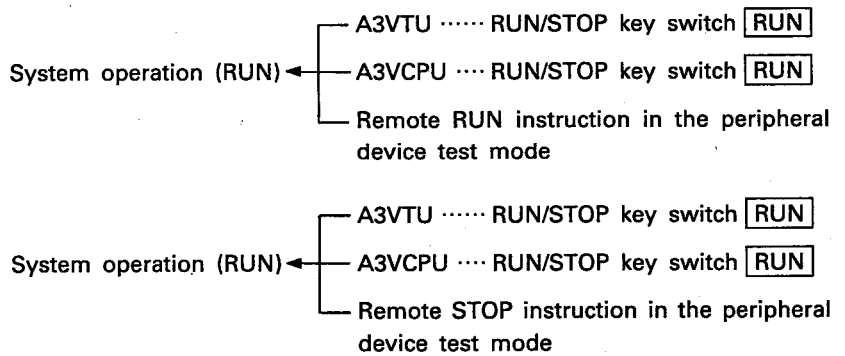 A3VTU ······ RUN/STOP key switch RUN
System operation (RUN) A3VCPU ···· RUN/STOP key switch RUN
Remote RUN instruction in the peripheral
device test mode
A3VTU ······ RUN/STOP key switch RUN
System operation (RUN) A3VCPU ···· RUN/STOP key switch RUN
Remote STOP instruction in the peripheral
device test mode